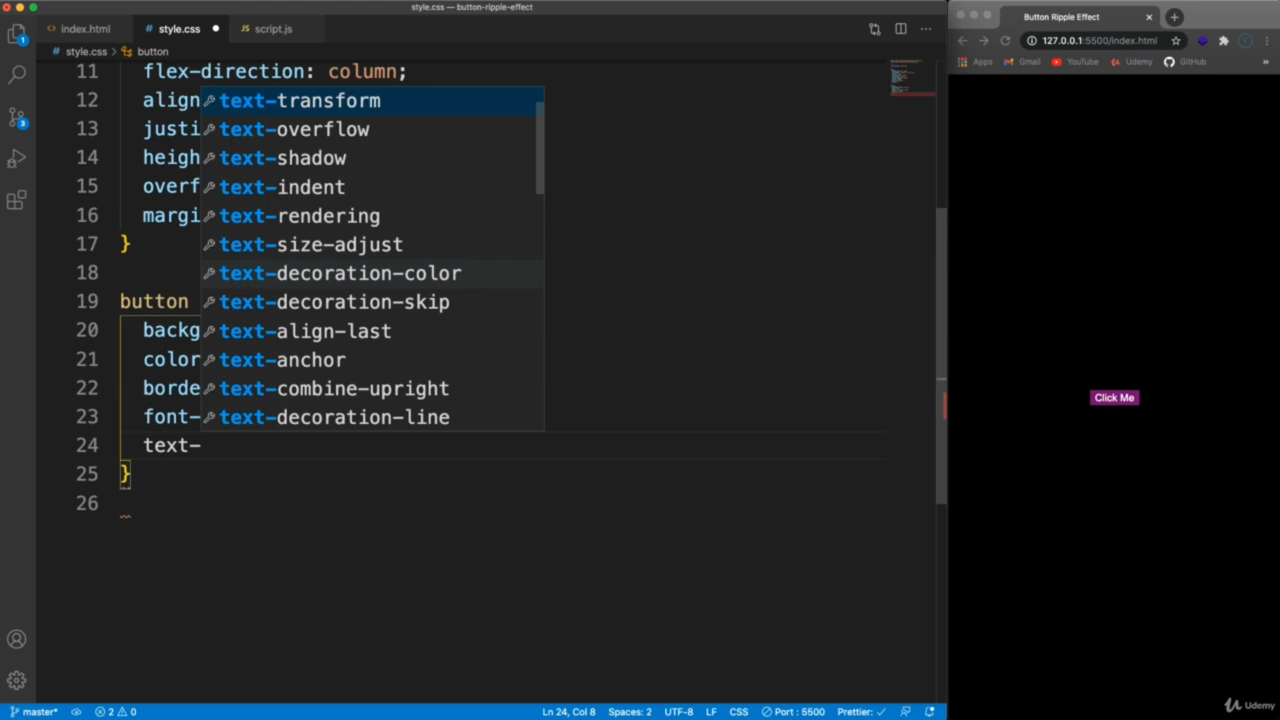 style.css — button-ripple-effect
index.html
style.css
script.js
style.css > button
11 flex-direction: column;
12 align
13 justi
14 heigh
15 overf
16 margi
17 }
18
19 button
20 backg
21 color
22 borde
23 font-
24 text-
25 }
26
text-transform
text-overflow
text-shadow
text-indent
text-rendering
text-size-adjust
text-decoration-color
text-decoration-skip
text-align-last
text-anchor
text-combine-upright
text-decoration-line
1
3
master* 2 0
Ln 24, Col 8 Spaces: 2 UTF-8 LF CSS Port : 5500 Prettier: ✓
Button Ripple Effect
127.0.0.1:5500/index.html
Apps Gmail YouTube Udemy GitHub »
Click Me
Udemy